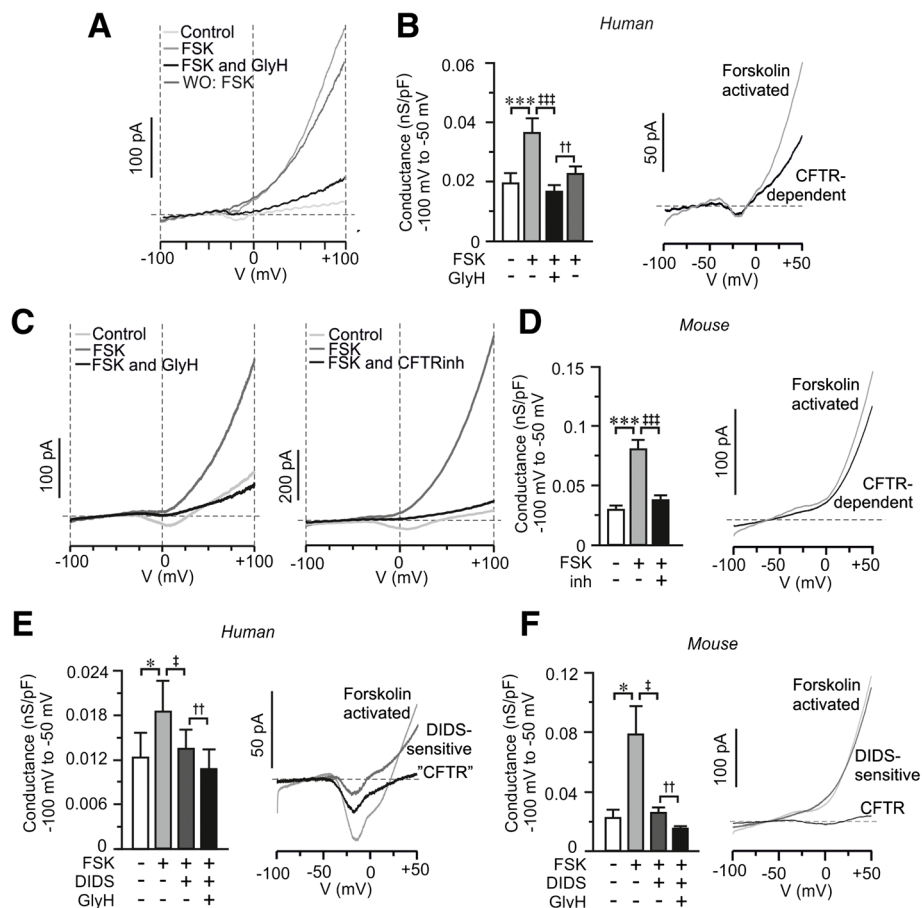 A
Control
FSK
FSK and GlyH
WO: FSK
100 pA
-100 0 +100
V (mV)
B
Human
Conductance (nS/pF)
-100 mV to -50 mV
0.06
0.04
0.02
0
*** ‡‡‡
††
FSK - + + +
GlyH - - + -
Forskolin
activated
50 pA
CFTR-
dependent
-100 -50 0 +50
V (mV)
C
Control
FSK
FSK and GlyH
100 pA
-100 0 +100
V (mV)
Control
FSK
FSK and CFTRinh
200 pA
-100 0 +100
V (mV)
D
Mouse
Conductance (nS/pF)
-100 mV to -50 mV
0.15
0.1
0.05
0
*** ‡‡‡
FSK - + +
inh - - +
Forskolin
activated
100 pA
CFTR-
dependent
-100 -50 0 +50
V (mV)
E
Human
Conductance (nS/pF)
-100 mV to -50 mV
0.024
0.018
0.012
0.006
0
* ‡
††
FSK - + + +
DIDS - - + +
GlyH - - - +
Forskolin
activated
50 pA
DIDS-
sensitive
"CFTR"
-100 -50 0 +50
V (mV)
F
Mouse
Conductance (nS/pF)
-100 mV to -50 mV
0.12
0.08
0.04
0
* ‡
††
FSK - + + +
DIDS - - + +
GlyH - - - +
Forskolin
activated
100 pA
DIDS-
sensitive
CFTR
-100 -50 0 +50
V (mV)